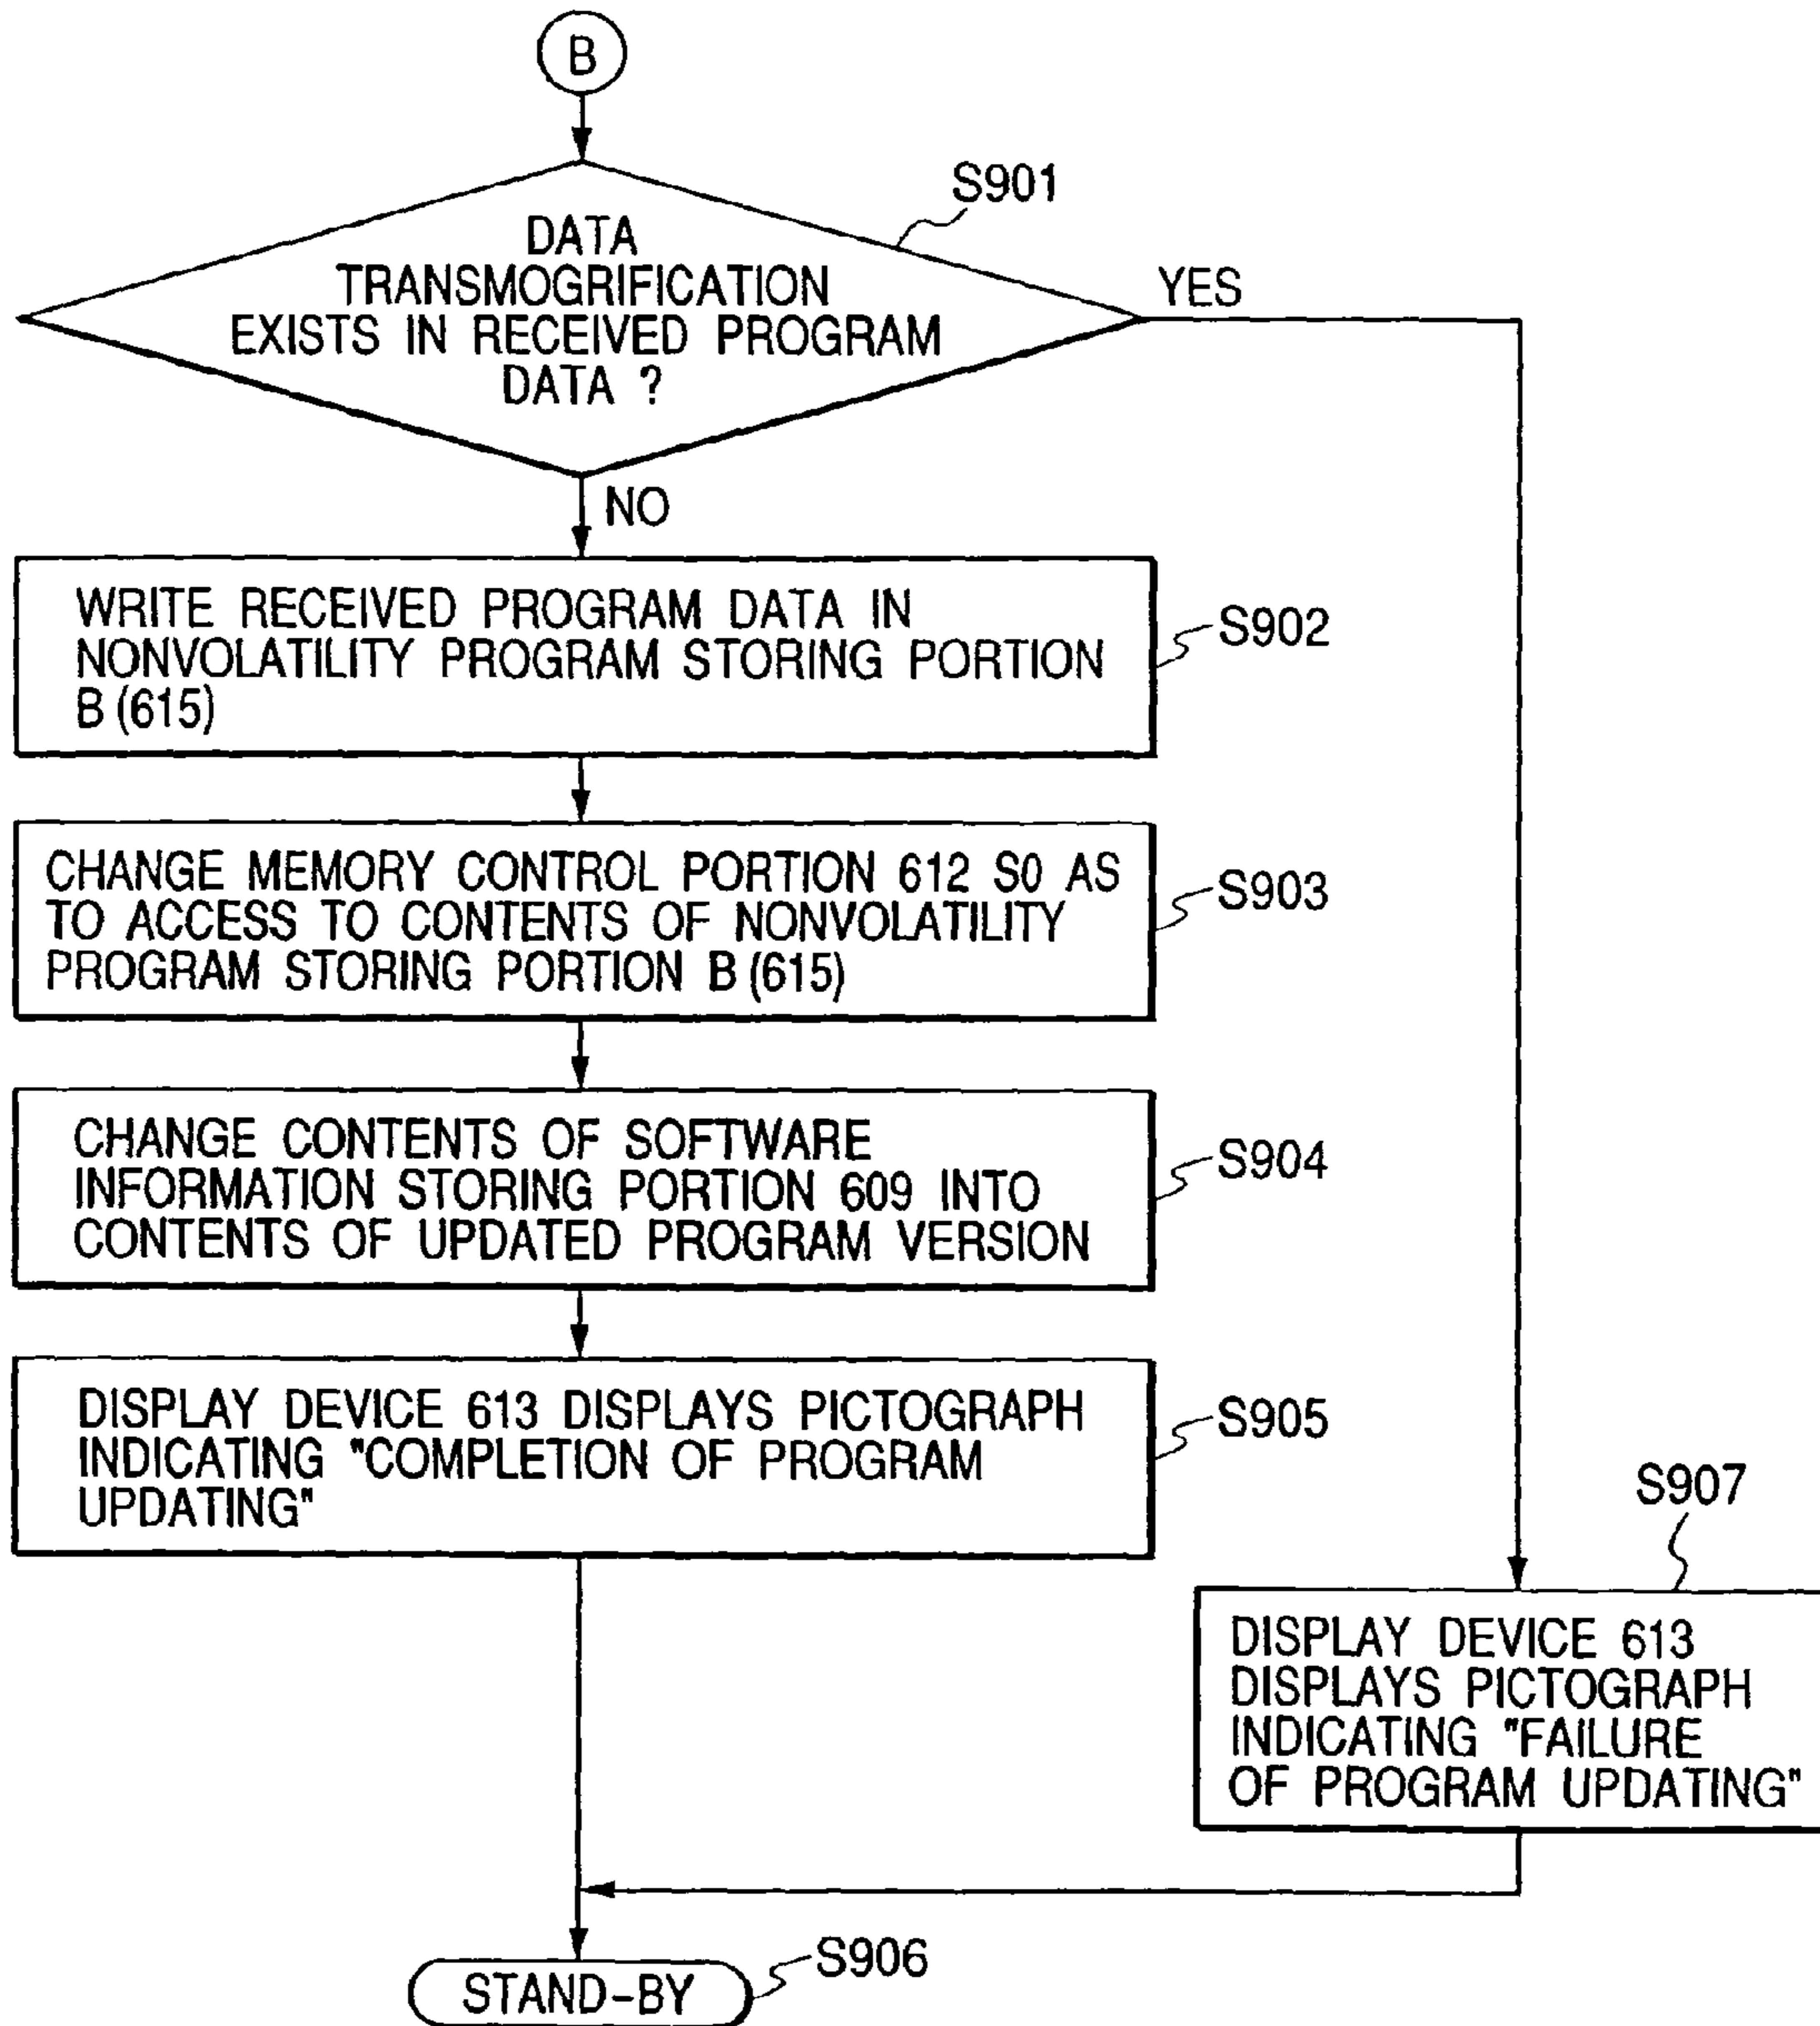 B
S901
DATA
TRANSMOGRIFICATION
EXISTS IN RECEIVED PROGRAM
DATA ?
YES
NO
WRITE RECEIVED PROGRAM DATA IN
NONVOLATILITY PROGRAM STORING PORTION
B (615)
S902
CHANGE MEMORY CONTROL PORTION 612 S0 AS
TO ACCESS TO CONTENTS OF NONVOLATILITY
PROGRAM STORING PORTION B (615)
S903
CHANGE CONTENTS OF SOFTWARE
INFORMATION STORING PORTION 609 INTO
CONTENTS OF UPDATED PROGRAM VERSION
S904
DISPLAY DEVICE 613 DISPLAYS PICTOGRAPH
INDICATING "COMPLETION OF PROGRAM
UPDATING"
S905
S907
DISPLAY DEVICE 613
DISPLAYS PICTOGRAPH
INDICATING "FAILURE
OF PROGRAM UPDATING"
STAND-BY
S906